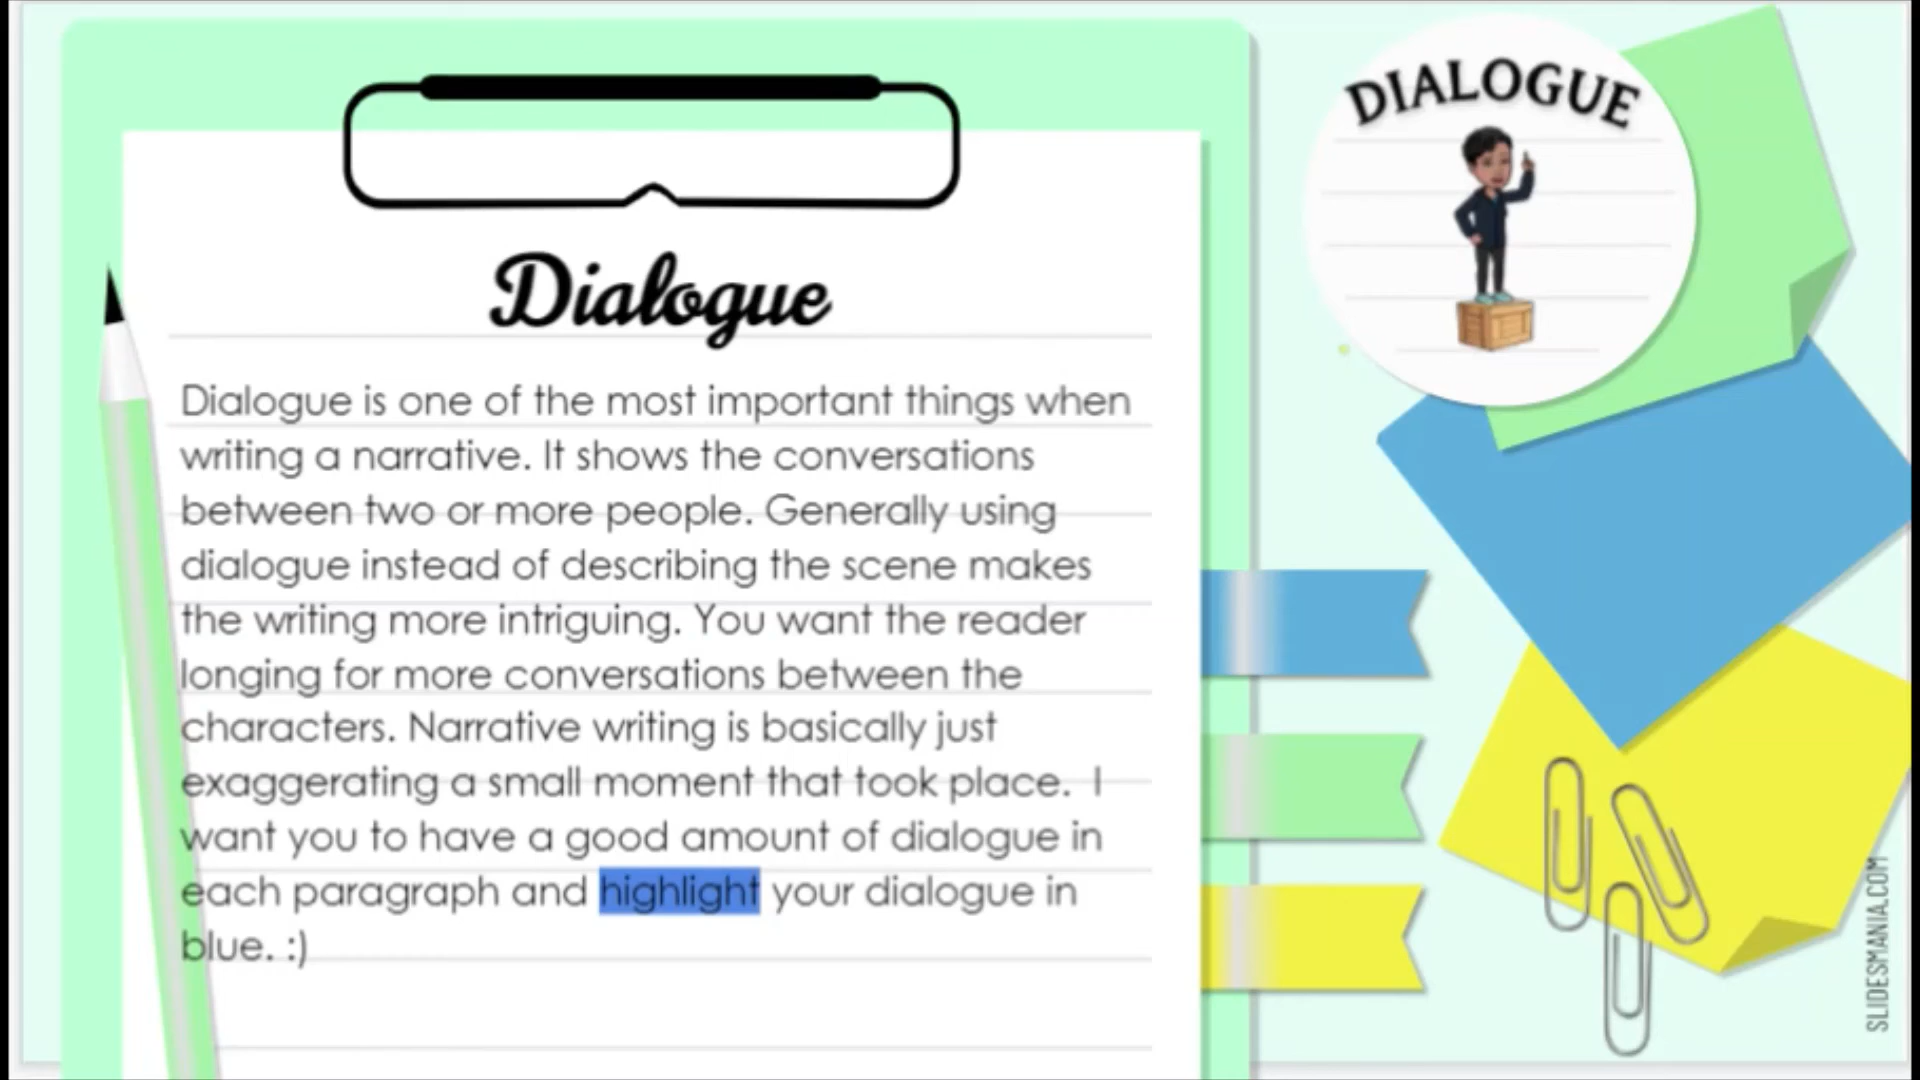 Dialogue
Dialogue is one of the most important things when
writing a narrative. It shows the conversations
between two or more people. Generally using
dialogue instead of describing the scene makes
the writing more intriguing. You want the reader
longing for more conversations between the
characters. Narrative writing is basically just
exaggerating a small moment that took place.  I
want you to have a good amount of dialogue in
each paragraph and highlight your dialogue in
blue. :)
DIALOGUE
SLIDESMANIA.COM